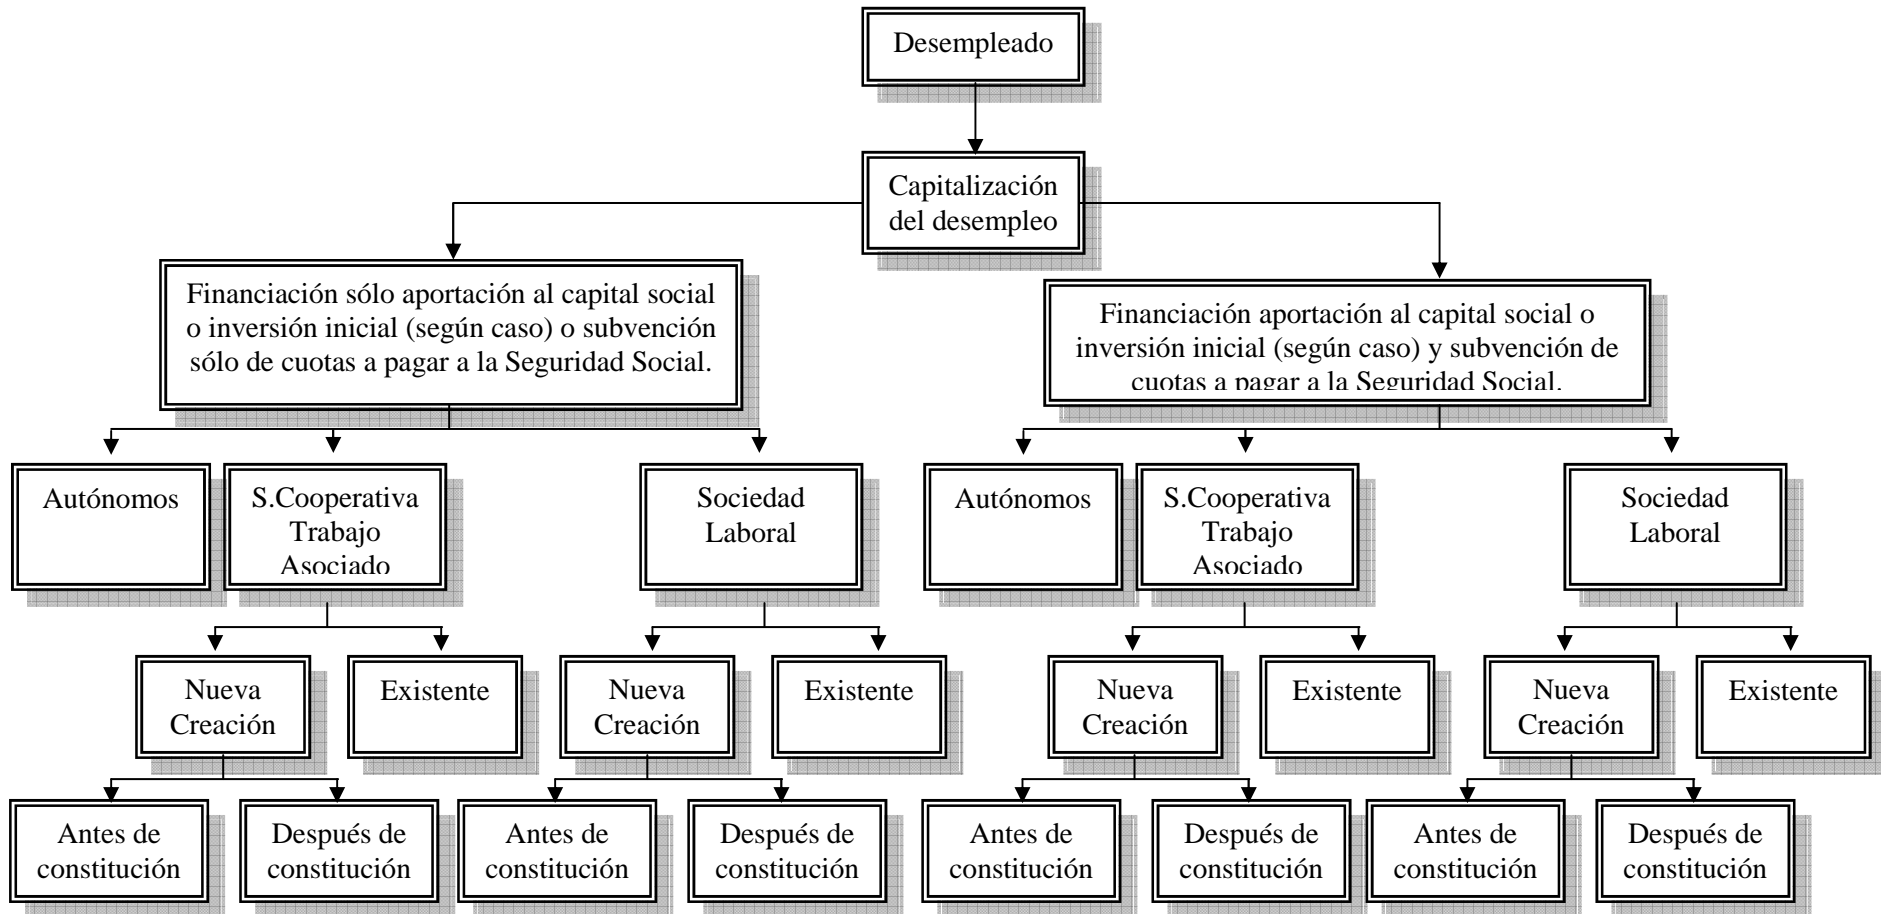 Desempleado
Capitalización
del desempleo
Financiación sólo aportación al capital social
o inversión inicial (según caso) o subvención
sólo de cuotas a pagar a la Seguridad Social.
Financiación aportación al capital social o
inversión inicial (según caso) y subvención de
cuotas a pagar a la Seguridad Social.
Autónomos
S.Cooperativa
Trabajo
Asociado
Sociedad
Laboral
Autónomos
S.Cooperativa
Trabajo
Asociado
Sociedad
Laboral
Nueva
Creación
Existente
Nueva
Creación
Existente
Nueva
Creación
Existente
Nueva
Creación
Existente
Antes de
constitución
Después de
constitución
Antes de
constitución
Después de
constitución
Antes de
constitución
Después de
constitución
Antes de
constitución
Después de
constitución